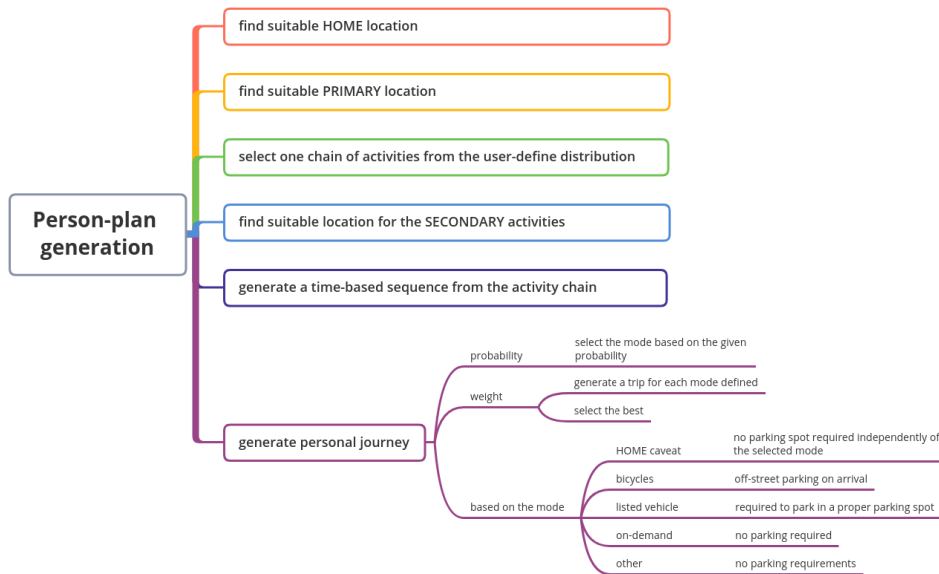 find suitable HOME location
find suitable PRIMARY location
select one chain of activities from the user-define distribution
Person-plan
generation
find suitable location for the SECONDARY activities
generate a time-based sequence from the activity chain
generate personal journey
probability
select the mode based on the given
probability
weight
generate a trip for each mode defined
select the best
based on the mode
HOME caveat
no parking spot required independently of
the selected mode
bicycles
off-street parking on arrival
listed vehicle
required to park in a proper parking spot
on-demand
no parking required
other
no parking requirements